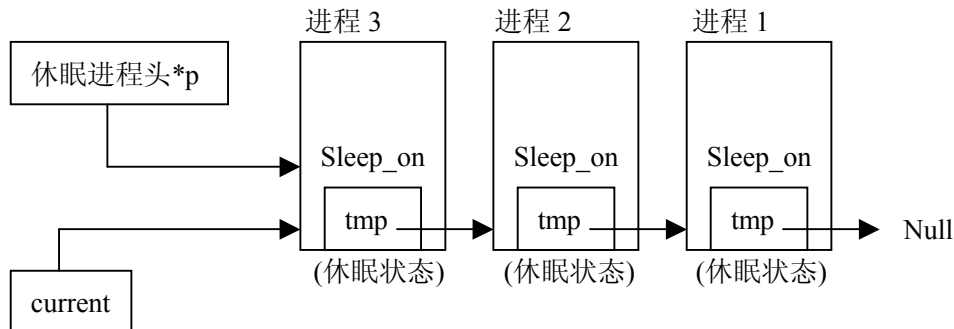 进程 3
进程 2
进程 1
休眠进程头*p
Sleep_on
Sleep_on
Sleep_on
tmp
tmp
tmp
Null
(休眠状态)
(休眠状态)
(休眠状态)
current